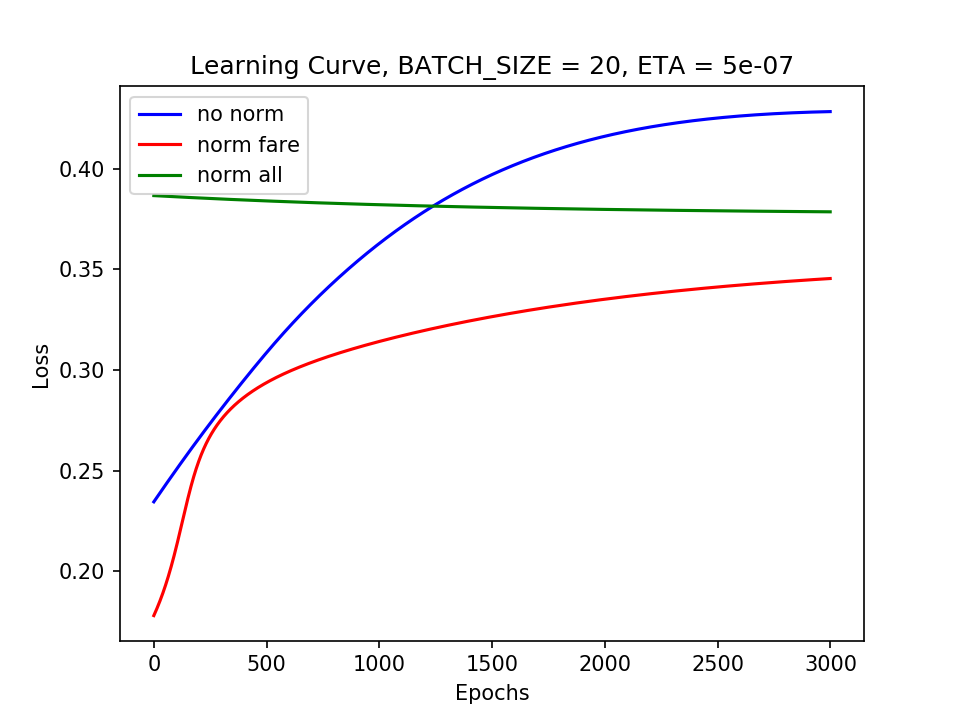 Learning Curve, BATCH_SIZE = 20, ETA = 5e-07
no norm
norm fare
norm all
Loss
0.40
0.35
0.30
0.25
0.20
0 500 1000 1500 2000 2500 3000
Epochs